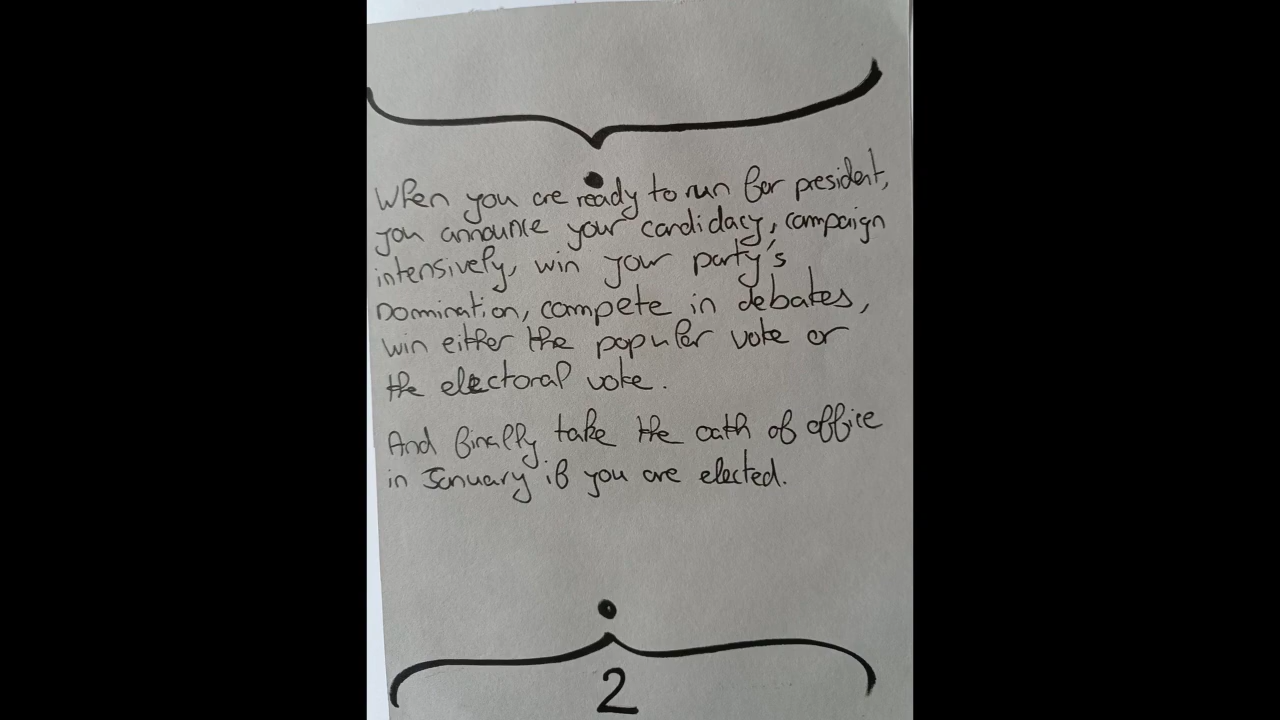 When you are ready to run for president,
you announce your candidacy, campaign
intensively, win your party's
Domination, compete in debates,
win either the popular vote or
the electoral vote.
And finally take the oath of office
in January if you are elected.
2